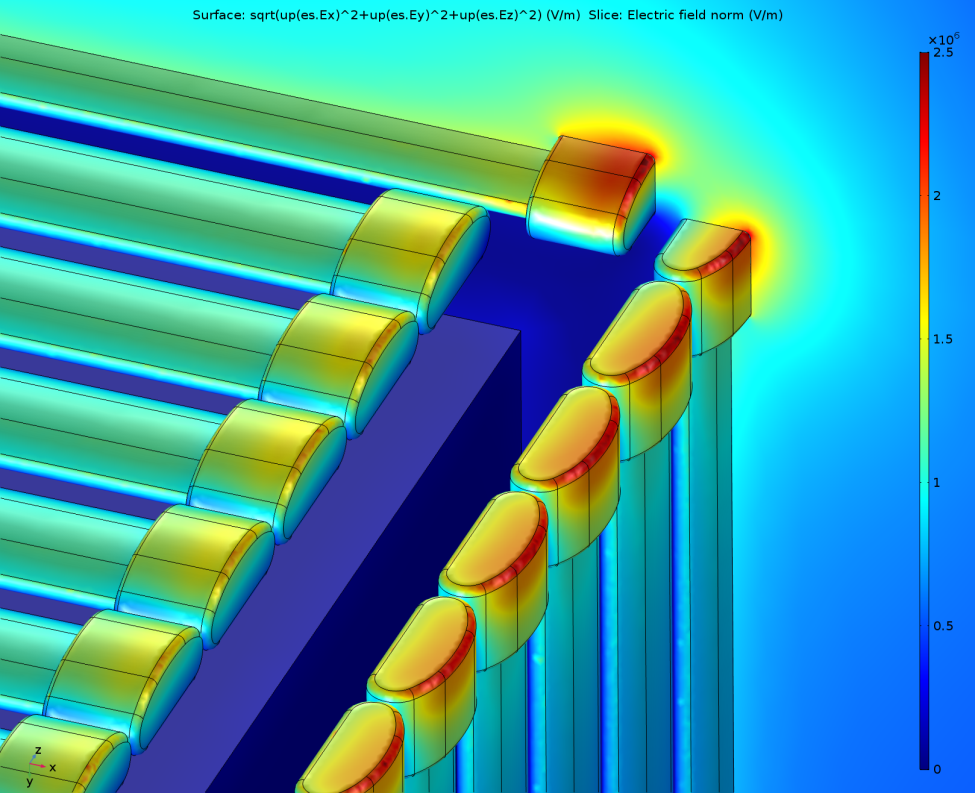 Surface: sqrt(up(es.Ex)^2+up(es.Ey)^2+up(es.Ez)^2) (V/m)  Slice: Electric field norm (V/m)
×10⁶
2.5
2
1.5
1
0.5
0
z
x
y